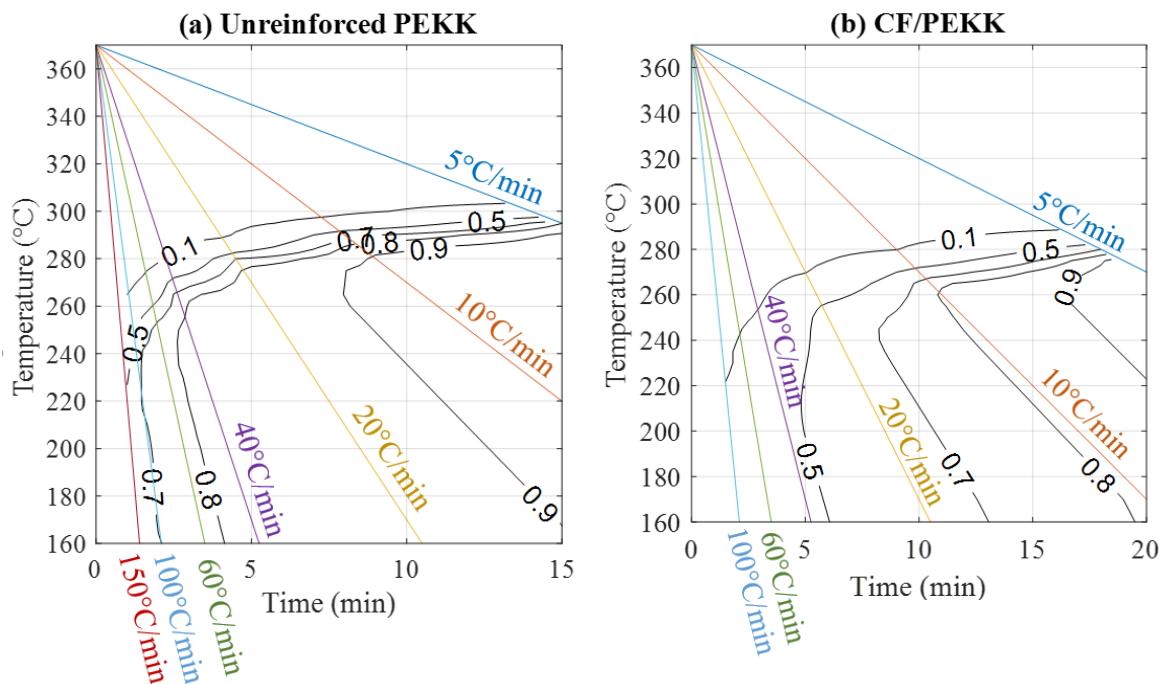 (a) Unreinforced PEKK
360
340
320
300
280
260
240
220
200
180
160
Temperature (°C)
0
5
10
15
Time (min)
5°C/min
10°C/min
20°C/min
40°C/min
60°C/min
100°C/min
150°C/min
0.1
0.5
0.7
0.8
0.9
0.5
0.7
0.8
0.9
(b) CF/PEKK
360
340
320
300
280
260
240
220
200
180
160
Temperature (°C)
0
5
10
15
20
Time (min)
5°C/min
10°C/min
20°C/min
40°C/min
60°C/min
100°C/min
0.1
0.5
0.9
0.5
0.7
0.8